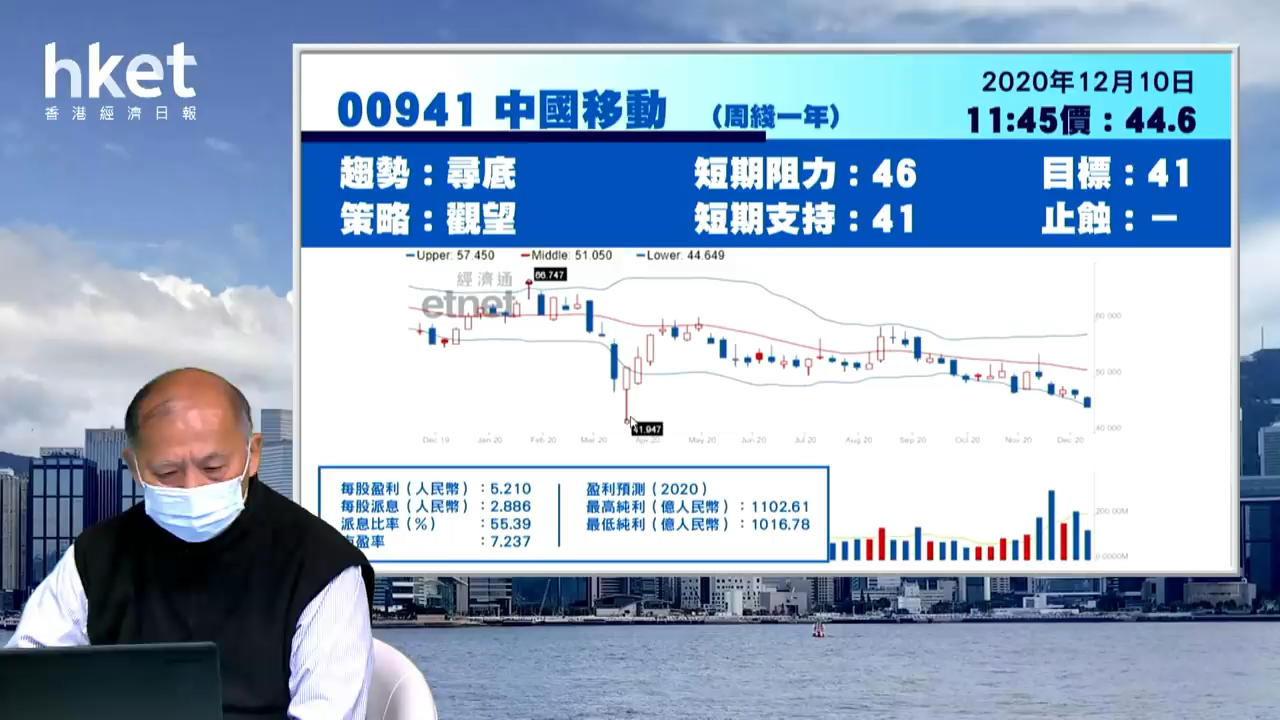 hket
香港經濟日報
00941 中國移動 (周綫一年)
2020年12月10日
11:45價：44.6
趨勢：尋底 短期阻力：46 目標：41
策略：觀望 短期支持：41 止蝕：—
Upper: 57.450 Middle: 51.050 Lower: 44.649
經濟通
etnet
66.747
60.000
50.000
41.947
40.000
Dec 19 Jan 20 Feb 20 Mar 20 Apr 20 May 20 Jun 20 Jul 20 Aug 20 Sep 20 Oct 20 Nov 20 Dec 20
每股盈利（人民幣）：5.210
每股派息（人民幣）：2.886
派息比率（%）：55.39
盈率：7.237
盈利預測（2020）
最高純利（億人民幣）：1102.61
最低純利（億人民幣）：1016.78
200.00M
0.0000M